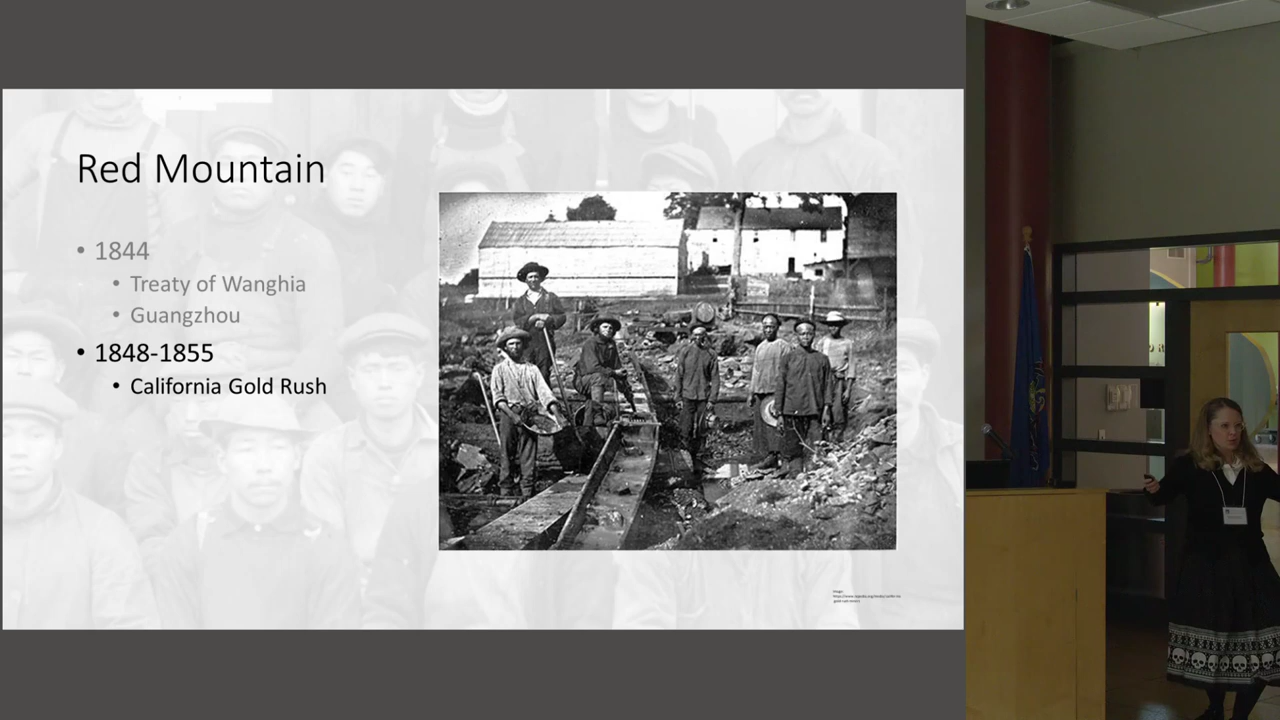 Red Mountain
• 1844
• Treaty of Wanghia
• Guangzhou
• 1848-1855
• California Gold Rush